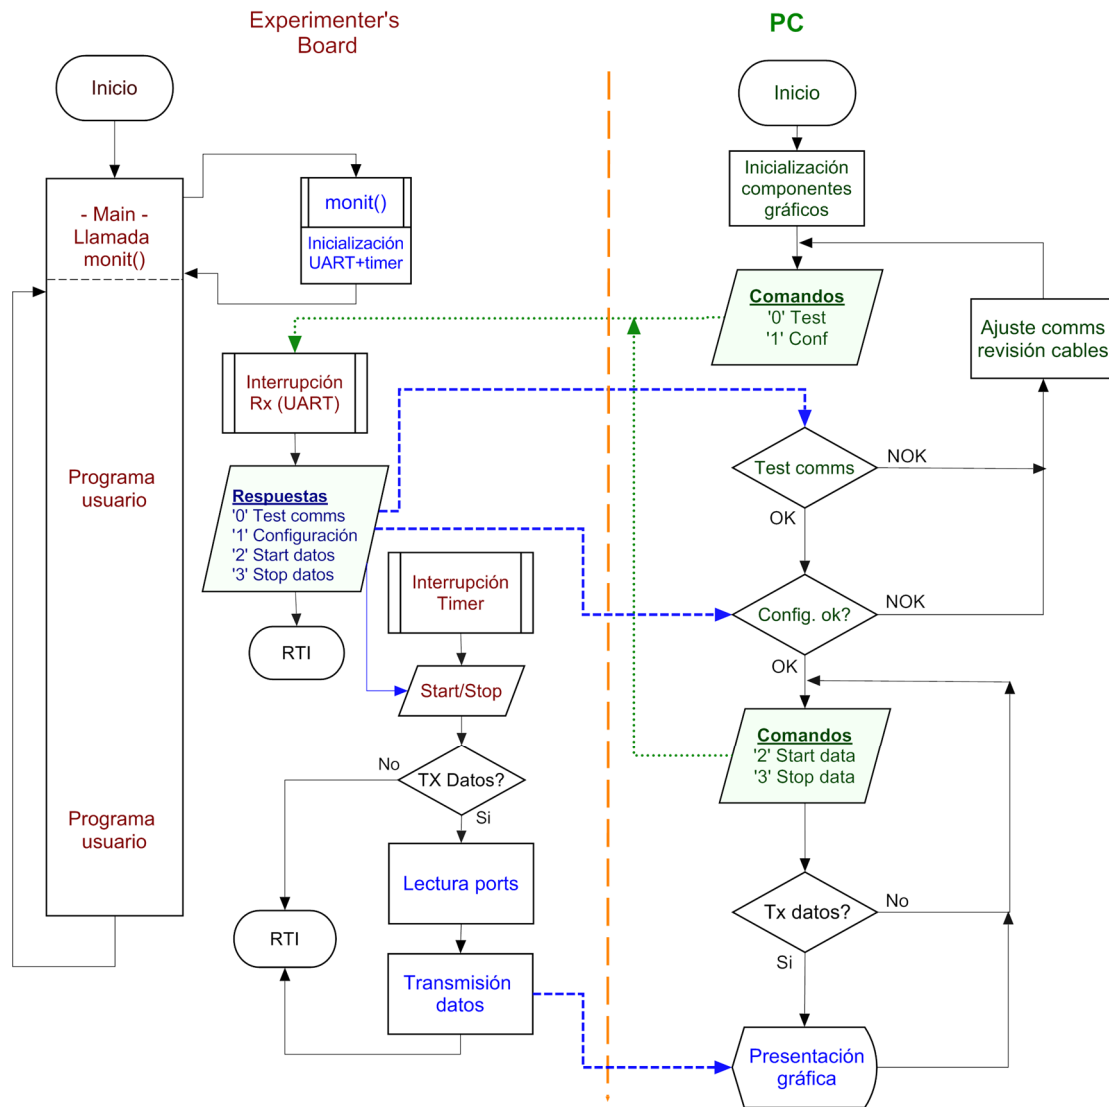 Experimenter's
Board
Inicio
- Main -
Llamada
monit()
Programa
usuario
Programa
usuario
monit()
Inicialización
UART+timer
Interrupción
Rx (UART)
Respuestas
'0' Test comms
'1' Configuración
'2' Start datos
'3' Stop datos
RTI
Interrupción
Timer
Start/Stop
TX Datos?
No
Si
Lectura ports
RTI
Transmisión
datos
PC
Inicio
Inicialización
componentes
gráficos
Comandos
'0' Test
'1' Conf
Ajuste comms
revisión cables
Test comms
NOK
OK
Config. ok?
NOK
OK
Comandos
'2' Start data
'3' Stop data
Tx datos?
No
Si
Presentación
gráfica